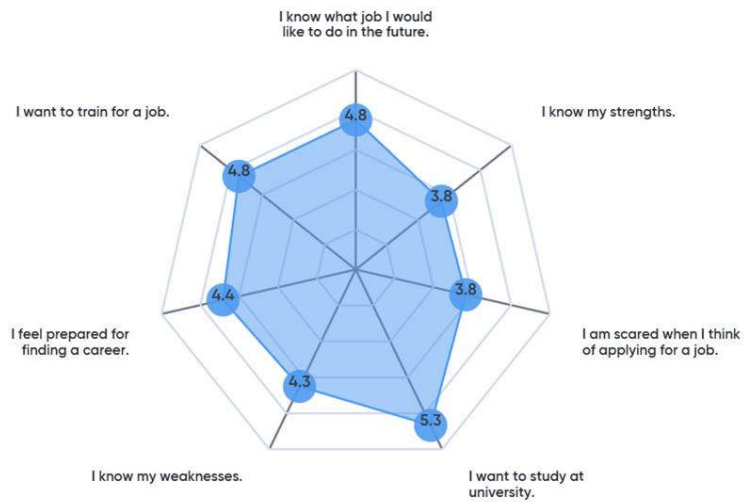 I know what job I would
like to do in the future.
I want to train for a job.
I know my strengths.
4.8
4.8
3.8
4.4
3.8
I feel prepared for
finding a career.
I am scared when I think
of applying for a job.
4.3
5.3
I know my weaknesses.
I want to study at
university.